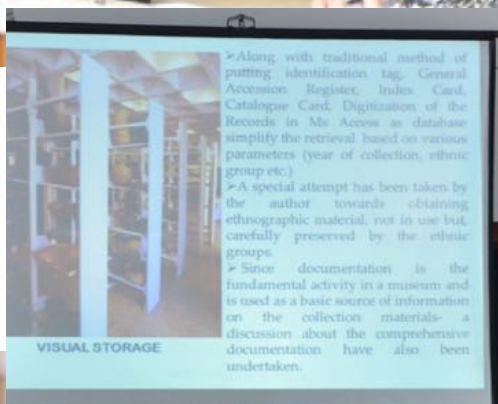 ➢Along with traditional method of
putting identification tag, General
Accession Register, Index Card,
Catalogue Card, Digitization of the
Records in Ms Access as database
simplify the retrieval based on various
parameters (year of collection, ethnic
group etc.)
➢A special attempt has been taken by
the author towards obtaining
ethnographic material, not in use but,
carefully preserved by the ethnic
groups.
➢ Since documentation is the
fundamental activity in a museum and
is used as a basic source of information
on the collection materials- a
discussion about the comprehensive
documentation have also been
undertaken.
VISUAL STORAGE